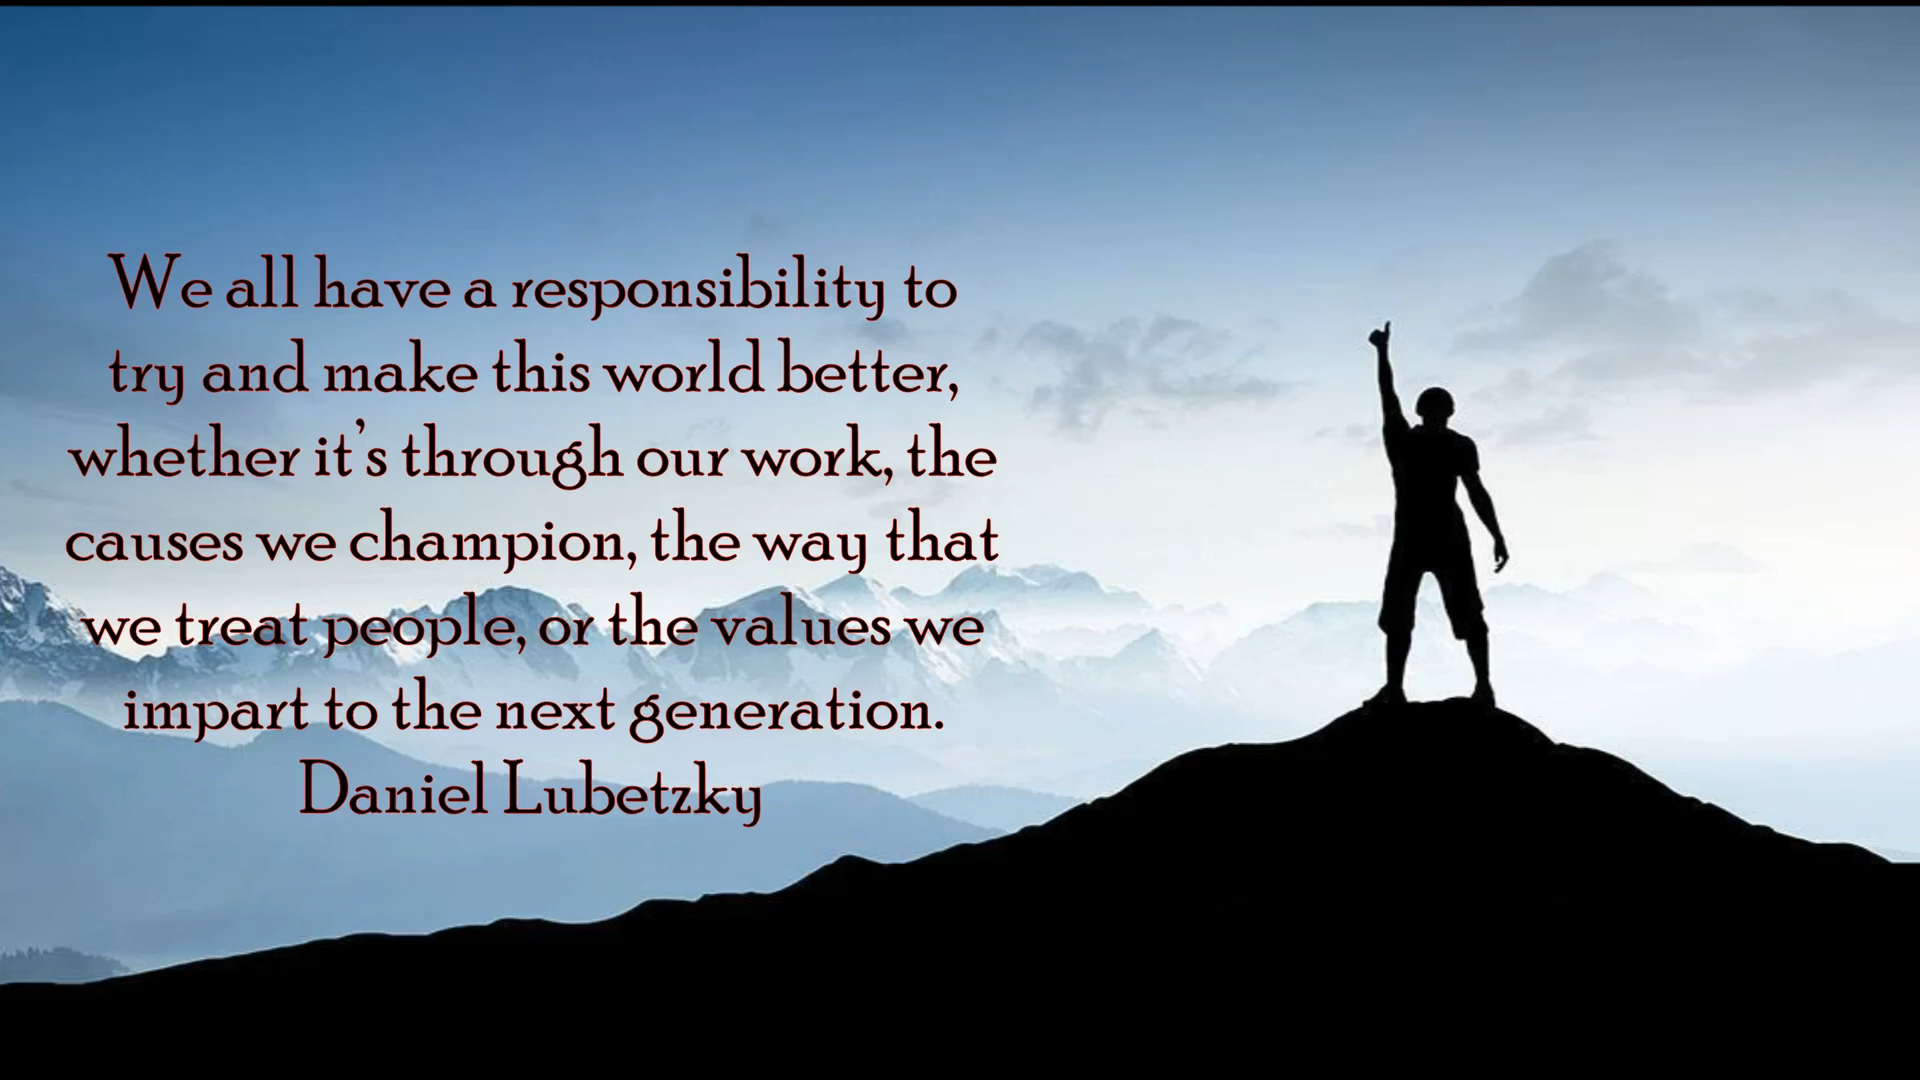 We all have a responsibility to
try and make this world better,
whether it's through our work, the
causes we champion, the way that
we treat people, or the values we
impart to the next generation.
Daniel Lubetzky